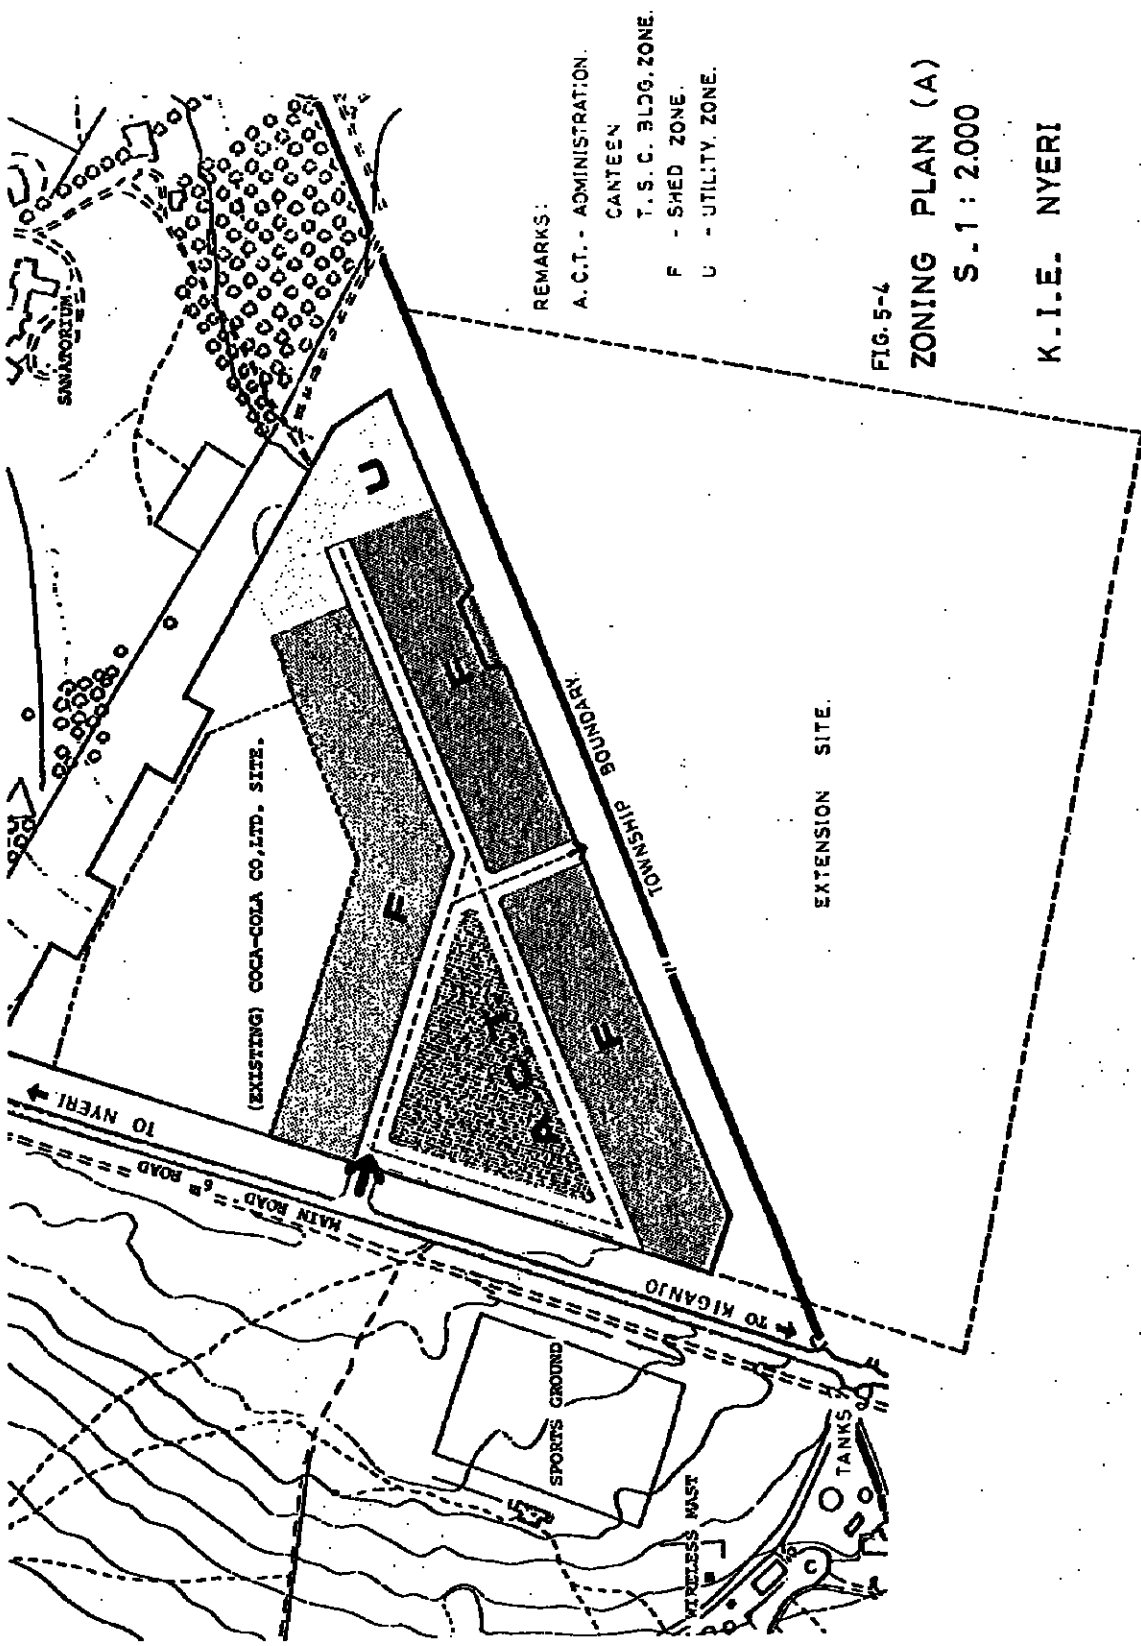 SANATORIUM
(EXISTING) COCA-COLA CO,LTD. SITE.
U
F
F
F
A.C.T.
TOWNSHIP BOUNDARY.
EXTENSION SITE.
TO NYERI.
MAIN ROAD. 6m ROAD
TO KIGANJO
SPORTS GROUND
WIRELESS MAST
TANKS
C
REMARKS:
A.C.T. - ADMINISTRATION.
CANTEEN
T.S.C. BLDG. ZONE.
F - SHED ZONE.
U - UTILITY. ZONE.
FIG. 5-4
ZONING PLAN (A)
S.1 : 2.000
K.I.E. NYERI